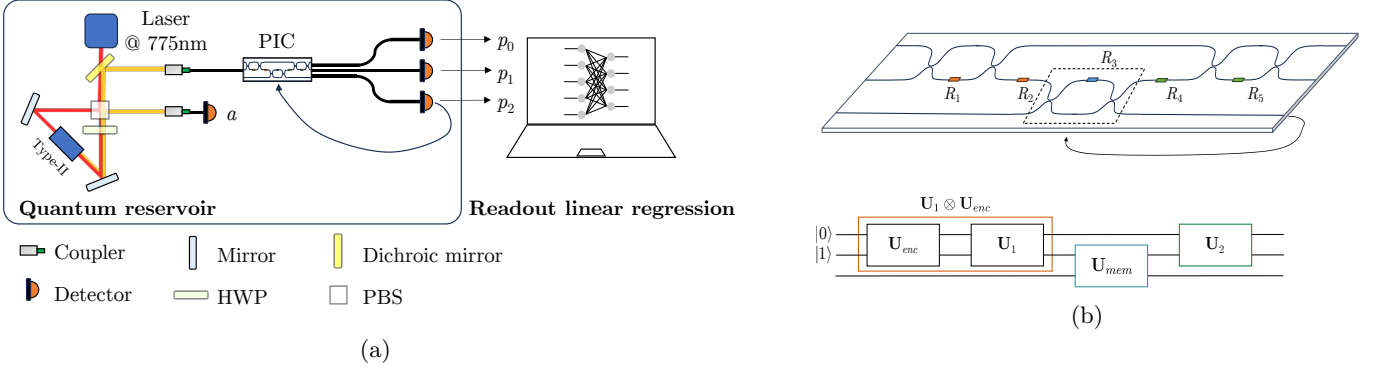 Laser
@ 775nm
PIC
p₀
p₁
p₂
a
Type-II
Quantum reservoir
Readout linear regression
Coupler
Mirror
Dichroic mirror
Detector
HWP
PBS
(a)
R₁
R₂
R₃
R₄
R₅
U₁ ⊗ Uₑₙ𝒸
|0⟩
|1⟩
Uₑₙ𝒸
U₁
Uₘₑₘ
U₂
(b)